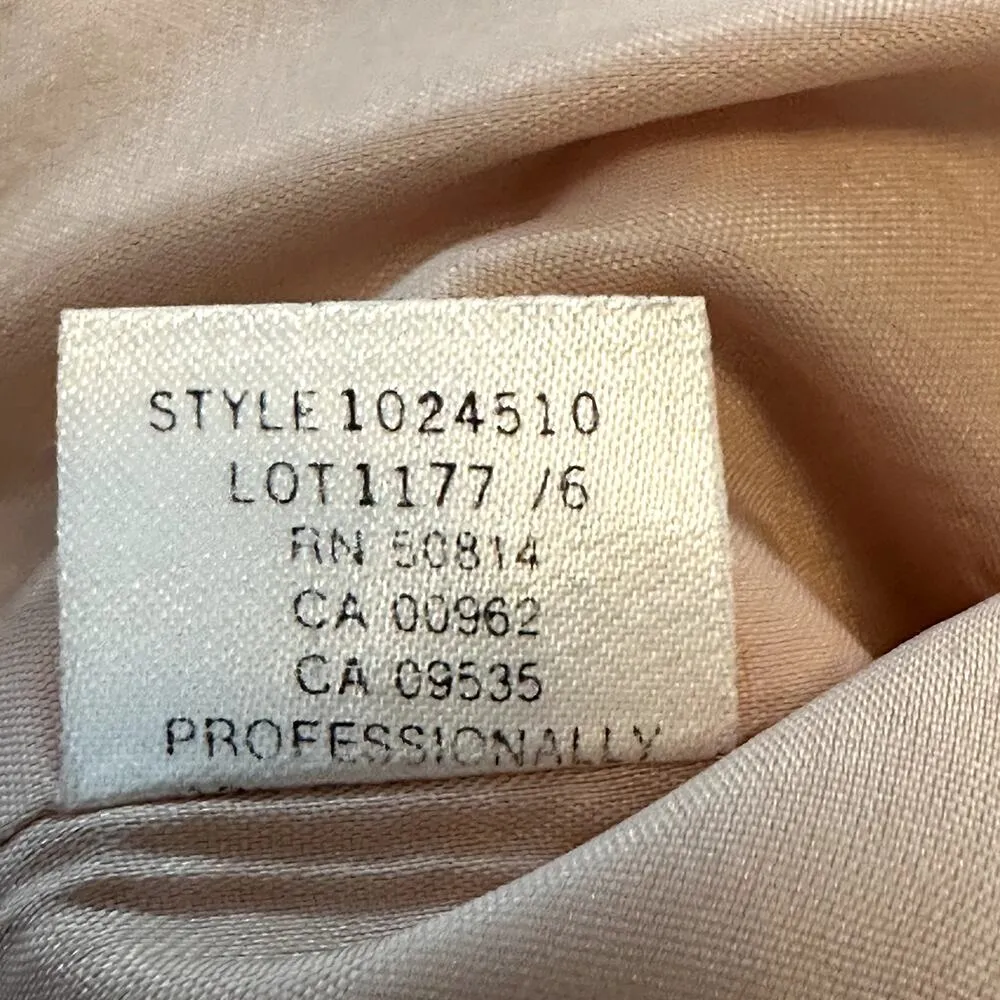 STYLE 1024510
LOT 1177 /6
RN 50814
CA 00962
CA 09535
PROFESSIONALLY